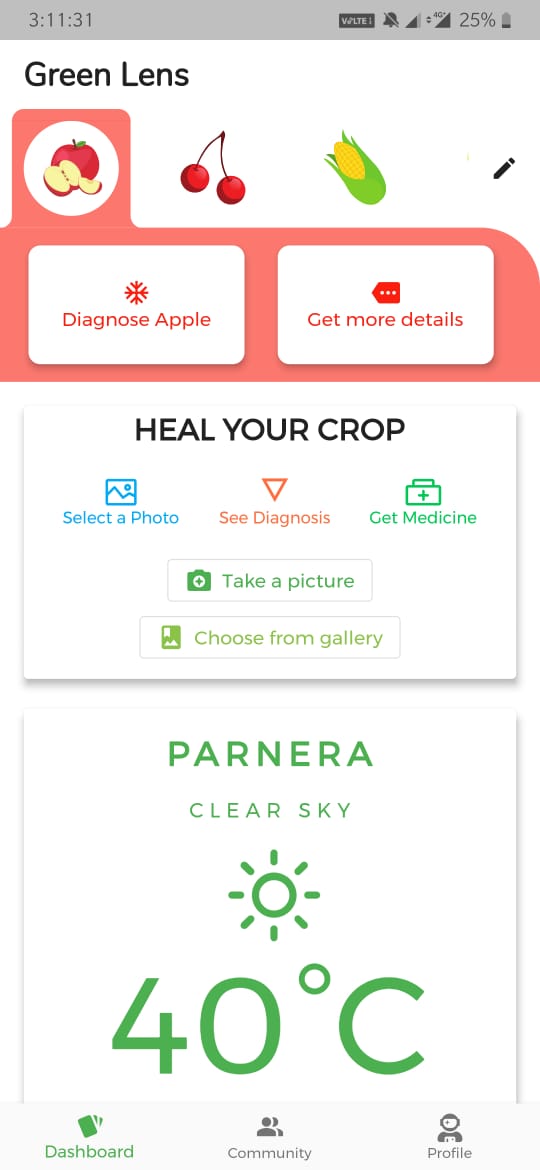 3:11:31 VoLTE 4G+ 25%
Green Lens
Diagnose Apple
Get more details
HEAL YOUR CROP
Select a Photo
See Diagnosis
Get Medicine
Take a picture
Choose from gallery
PARNERA
CLEAR SKY
40°C
Dashboard
Community
Profile